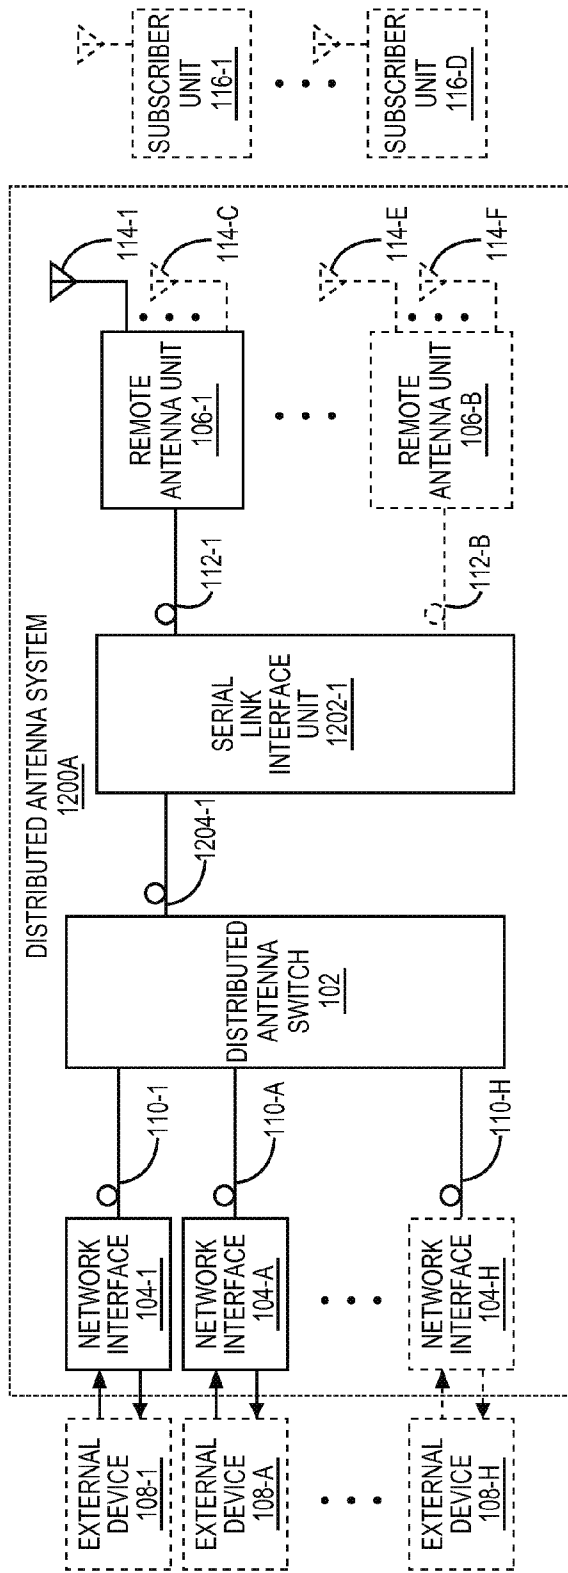 DISTRIBUTED ANTENNA SYSTEM
1200A
EXTERNAL
DEVICE
108-1
NETWORK
INTERFACE
104-1
110-1
EXTERNAL
DEVICE
108-A
NETWORK
INTERFACE
104-A
110-A
EXTERNAL
DEVICE
108-H
NETWORK
INTERFACE
104-H
110-H
DISTRIBUTED
ANTENNA
SWITCH
102
1204-1
SERIAL
LINK
INTERFACE
UNIT
1202-1
112-1
REMOTE
ANTENNA UNIT
106-1
114-1
114-C
112-B
REMOTE
ANTENNA UNIT
106-B
114-E
114-F
SUBSCRIBER
UNIT
116-1
SUBSCRIBER
UNIT
116-D